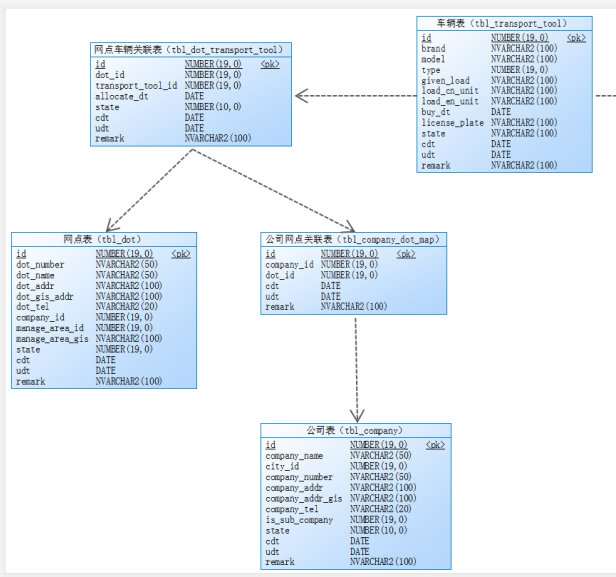 车辆表（tbl_transport_tool）
id NUMBER(19,0) <pk>
brand NVARCHAR2(100)
model NVARCHAR2(100)
type NUMBER(19,0)
given_load NVARCHAR2(100)
load_cn_unit NVARCHAR2(100)
load_en_unit NVARCHAR2(100)
buy_dt DATE
license_plate NVARCHAR2(100)
state NVARCHAR2(100)
cdt DATE
udt DATE
remark NVARCHAR2(100)
网点车辆关联表（tbl_dot_transport_tool）
id NUMBER(19,0) <pk>
dot_id NUMBER(19,0)
transport_tool_id NUMBER(19,0)
allocate_dt DATE
state NUMBER(10,0)
cdt DATE
udt DATE
remark NVARCHAR2(100)
网点表（tbl_dot）
id NUMBER(19,0) <pk>
dot_number NVARCHAR2(50)
dot_name NVARCHAR2(50)
dot_addr NVARCHAR2(100)
dot_gis_addr NVARCHAR2(100)
dot_tel NVARCHAR2(20)
company_id NUMBER(19,0)
manage_area_id NUMBER(19,0)
manage_area_gis NVARCHAR2(100)
state NUMBER(19,0)
cdt DATE
udt DATE
remark NVARCHAR2(100)
公司网点关联表（tbl_company_dot_map）
id NUMBER(19,0) <pk>
company_id NUMBER(19,0)
dot_id NUMBER(19,0)
cdt DATE
udt DATE
remark NVARCHAR2(100)
公司表（tbl_company）
id NUMBER(19,0) <pk>
company_name NVARCHAR2(50)
city_id NUMBER(19,0)
company_number NVARCHAR2(50)
company_addr NVARCHAR2(100)
company_addr_gis NVARCHAR2(100)
company_tel NVARCHAR2(20)
is_sub_company NUMBER(19,0)
state NUMBER(10,0)
cdt DATE
udt DATE
remark NVARCHAR2(100)